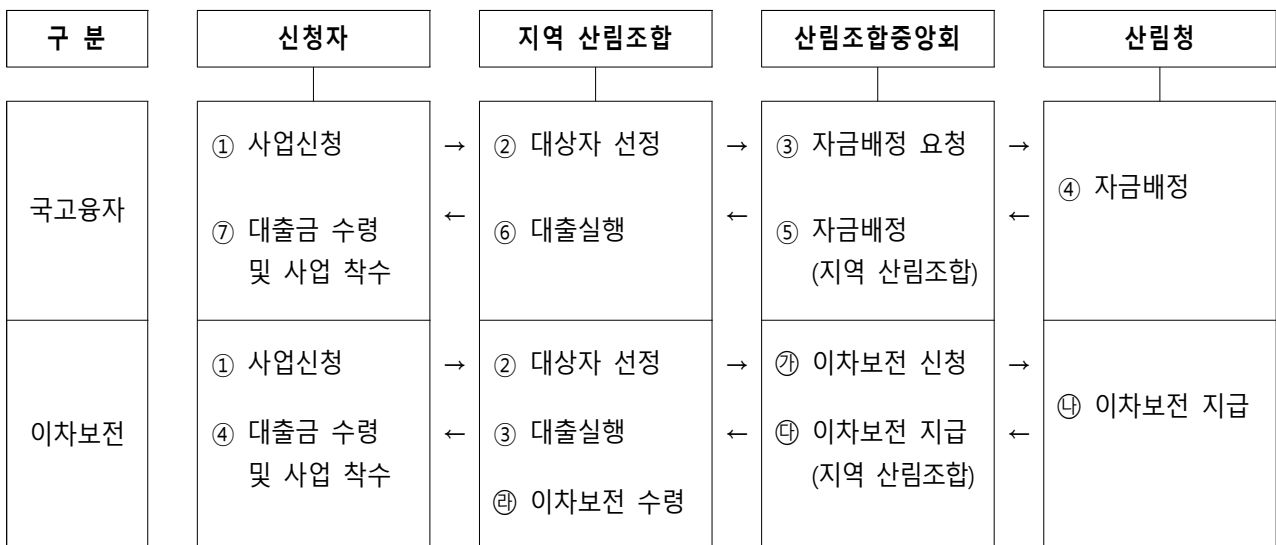 구 분 신청자 지역 산림조합 산림조합중앙회 산림청
국고융자
① 사업신청 → ② 대상자 선정 → ③ 자금배정 요청 → ④ 자금배정
⑦ 대출금 수령 ← ⑥ 대출실행 ← ⑤ 자금배정 ←
및 사업 착수 (지역 산림조합)
이차보전
① 사업신청 → ② 대상자 선정 → ㉮ 이차보전 신청 → ㉯ 이차보전 지급
④ 대출금 수령 ← ③ 대출실행 ← ㉰ 이차보전 지급 ←
및 사업 착수 (지역 산림조합)
㉱ 이차보전 수령